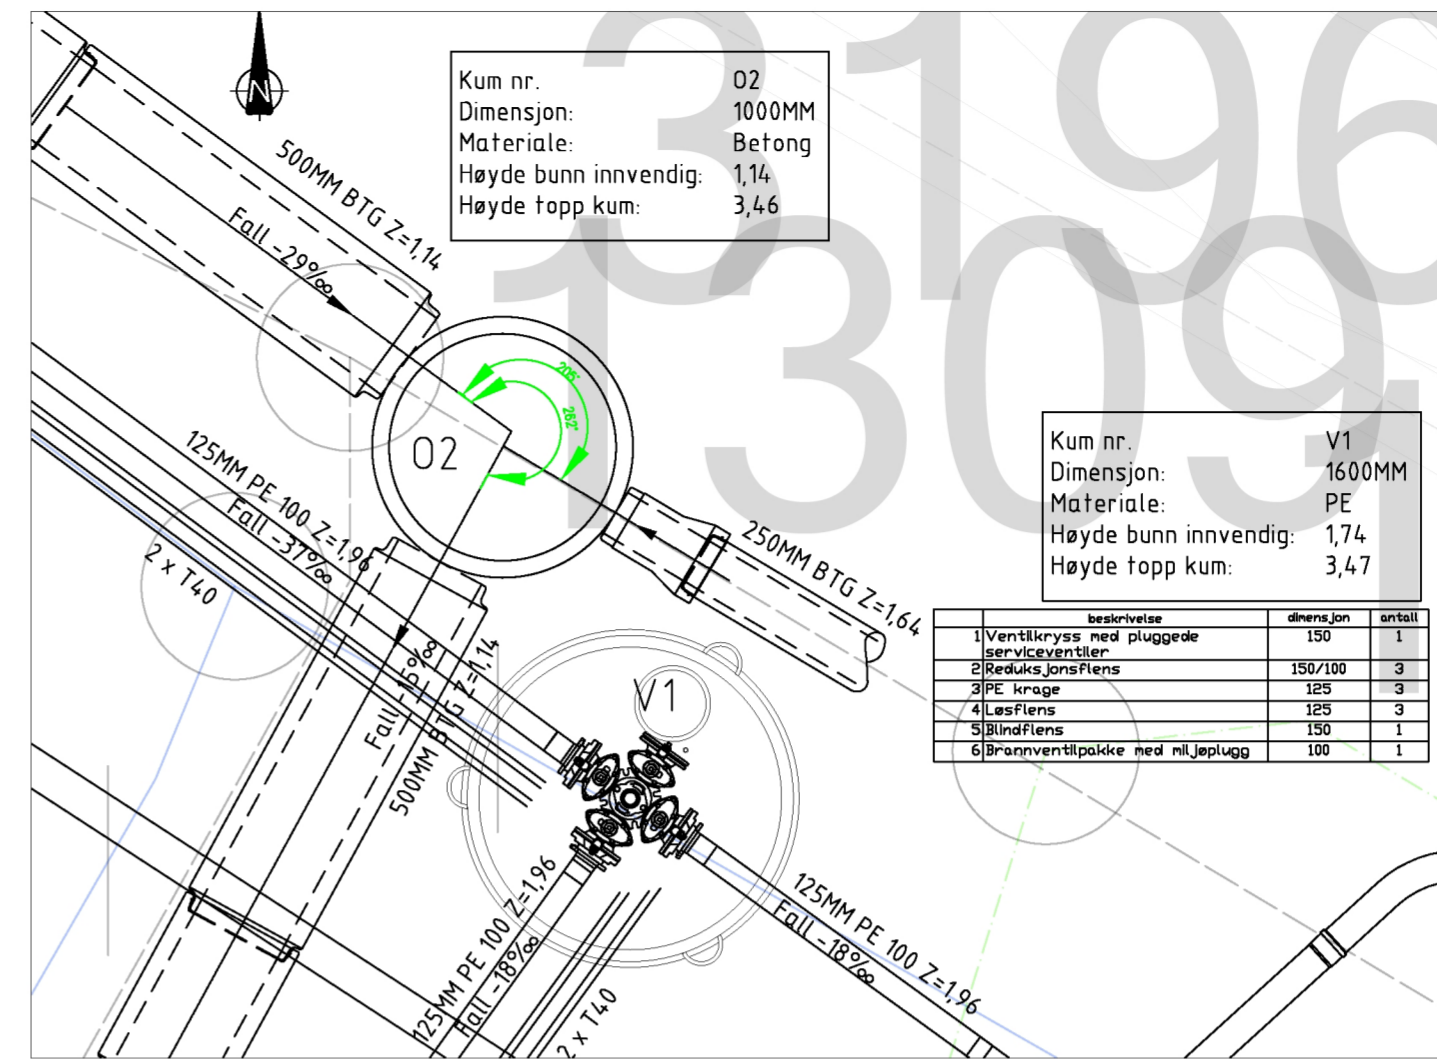 3196
1309
1
N
Kum nr. O2
Dimensjon: 1000MM
Materiale: Betong
Høyde bunn innvendig: 1,14
Høyde topp kum: 3,46
500MM BTG Z=1,14
Fall -29‰
205°
262°
O2
Kum nr. V1
Dimensjon: 1600MM
Materiale: PE
Høyde bunn innvendig: 1,74
Høyde topp kum: 3,47
125MM PE 100 Z=1,96
Fall -37‰
2 x T40
250MM BTG Z=1,64
beskrivelse dimensjon antall
1 Ventilkryss med pluggede 150 1
serviceventiler
2 Reduksjonsflens 150/100 3
3 PE krage 125 3
4 Løsflens 125 3
5 Blindflens 150 1
6 Brannventilpakke med miljøplugg 100 1
Fall -15‰
500MM BTG Z=1,14
V1
125MM PE 100 Z=1,96
Fall -18‰
2 x T40
125MM PE 100 Z=1,96
Fall -18‰